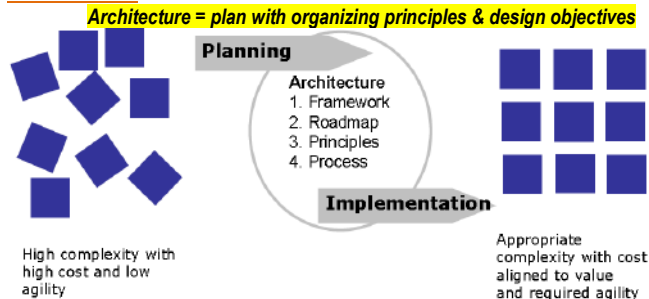 Architecture = plan with organizing principles & design objectives
Planning
Architecture
1. Framework
2. Roadmap
3. Principles
4. Process
Implementation
High complexity with
high cost and low
agility
Appropriate
complexity with cost
aligned to value
and required agility